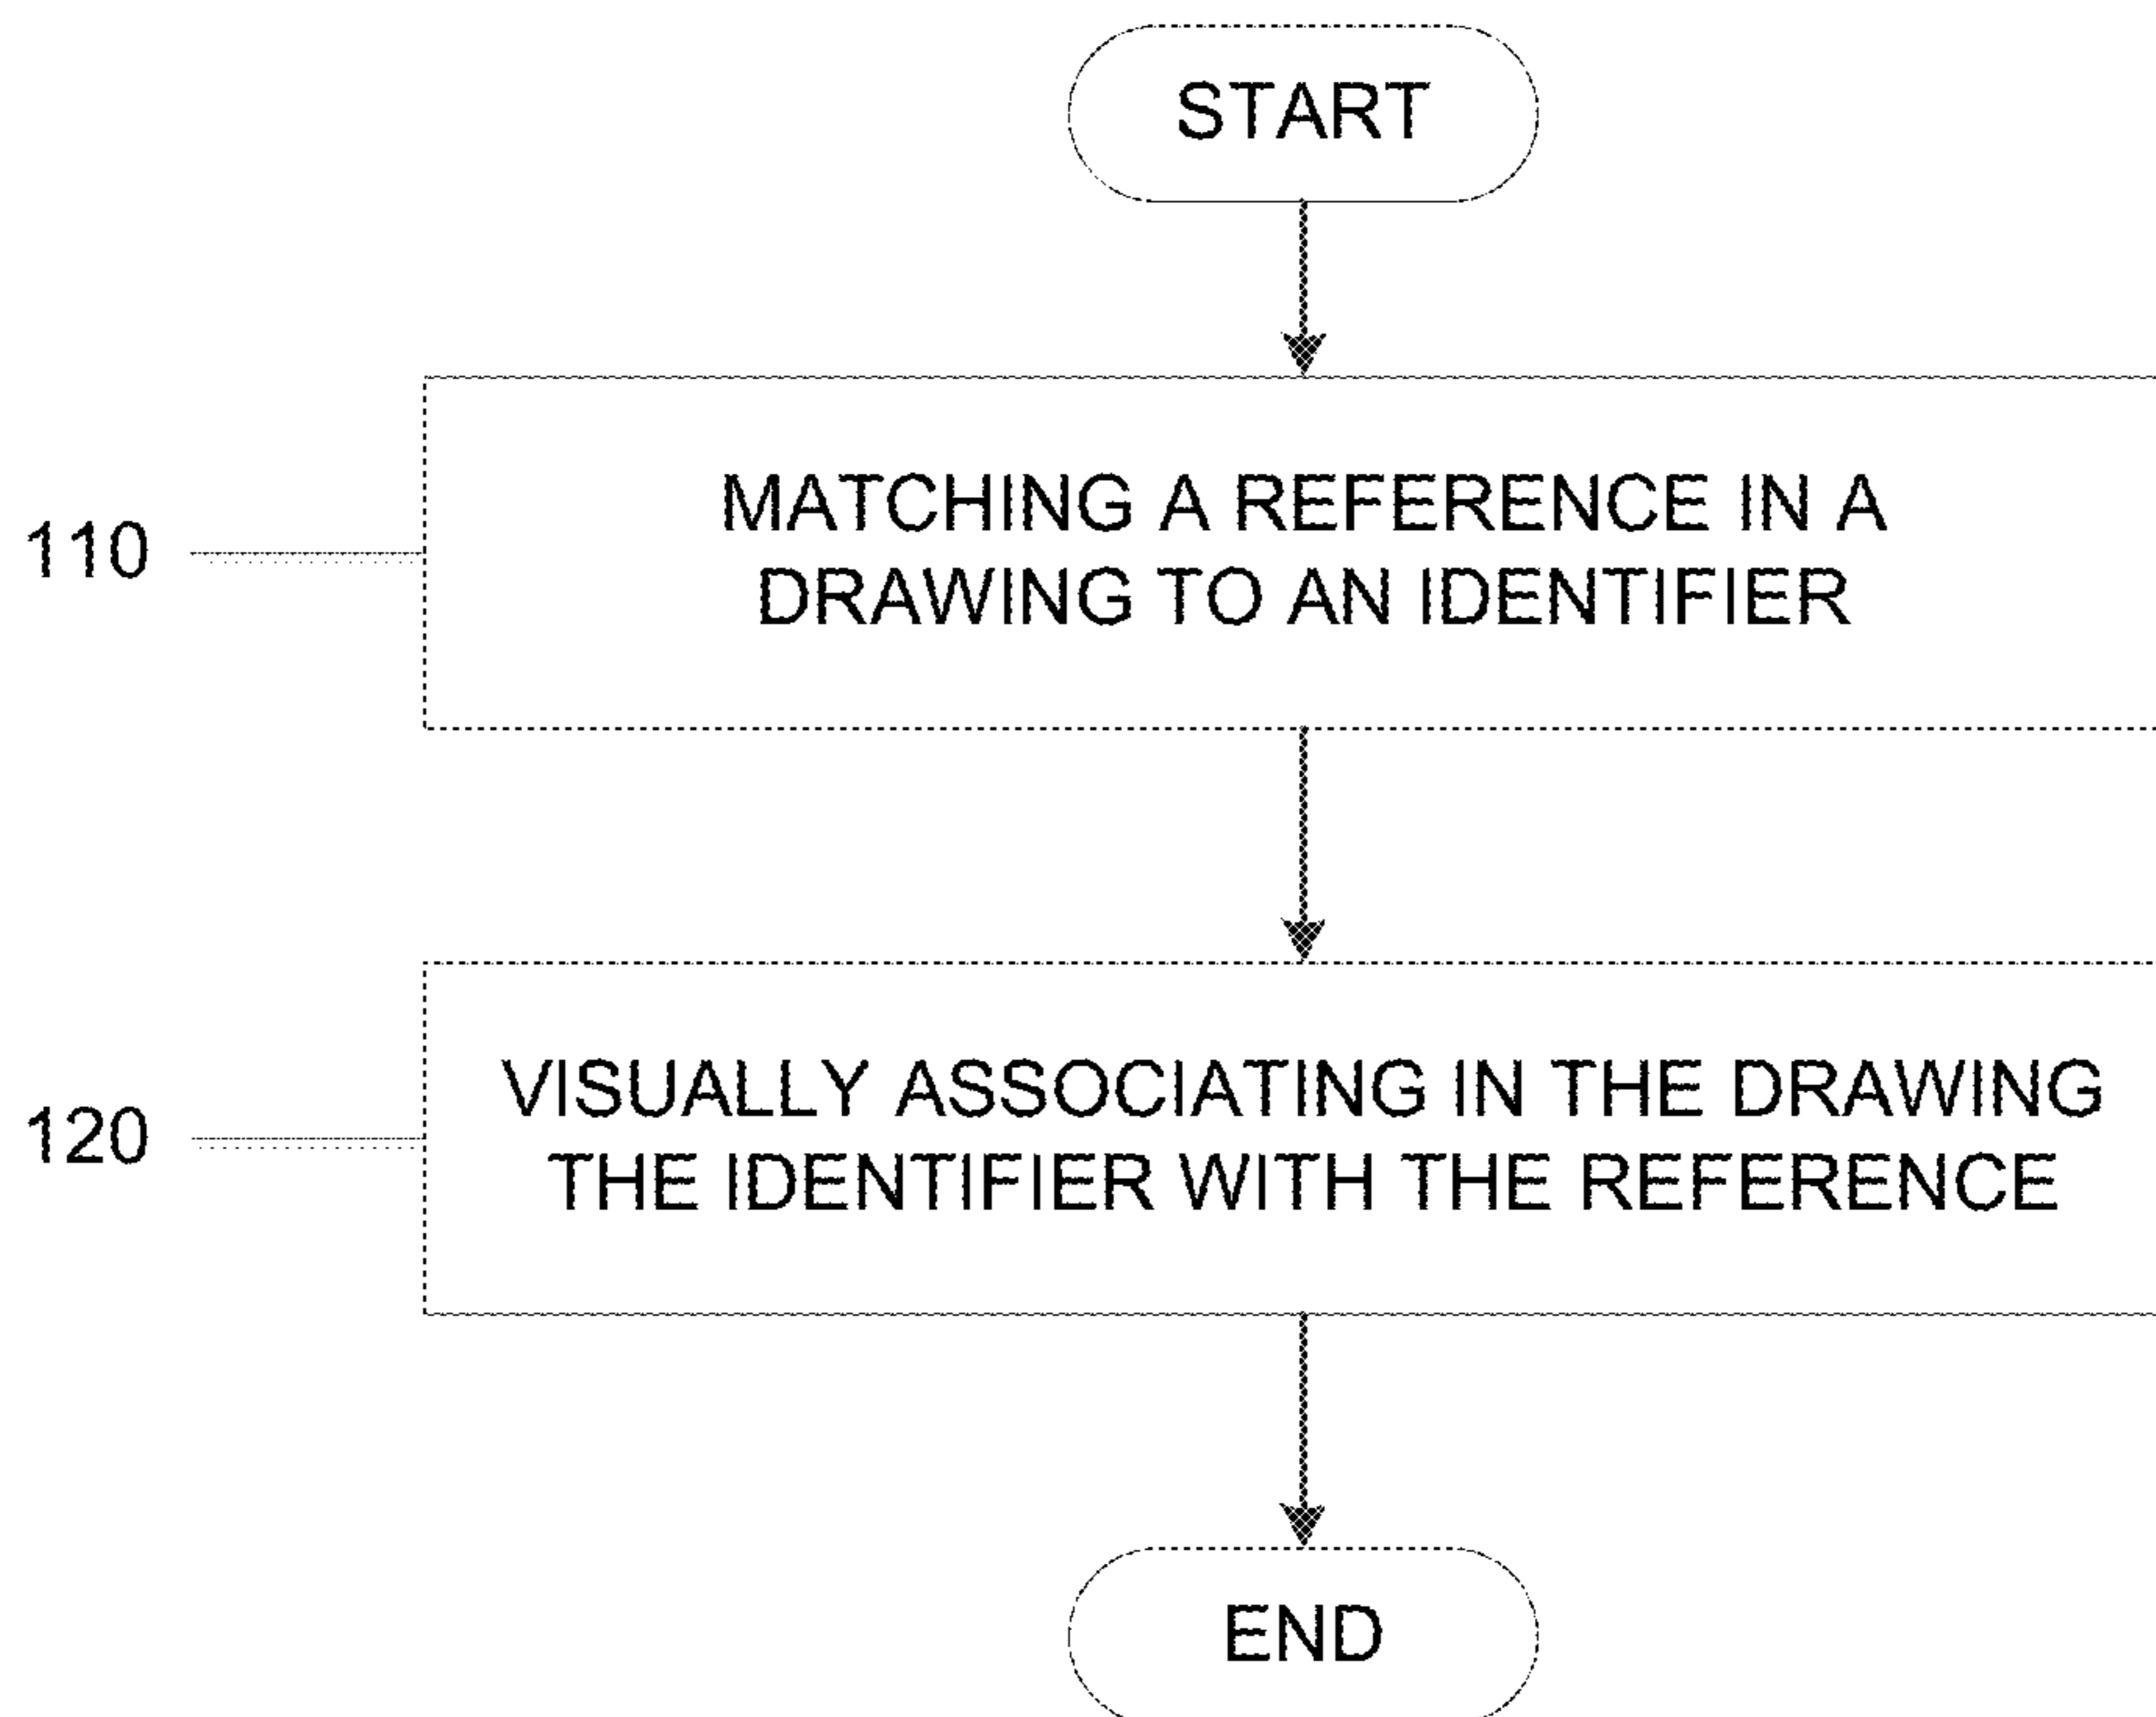 START
110
MATCHING A REFERENCE IN A
DRAWING TO AN IDENTIFIER
120
VISUALLY ASSOCIATING IN THE DRAWING
THE IDENTIFIER WITH THE REFERENCE
END